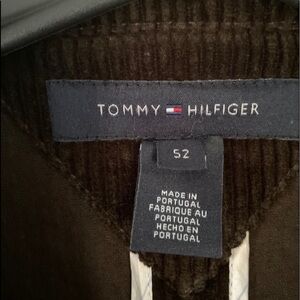 TOMMY HILFIGER
52
MADE IN
PORTUGAL
FABRIQUE AU
PORTUGAL
HECHO EN
PORTUGAL